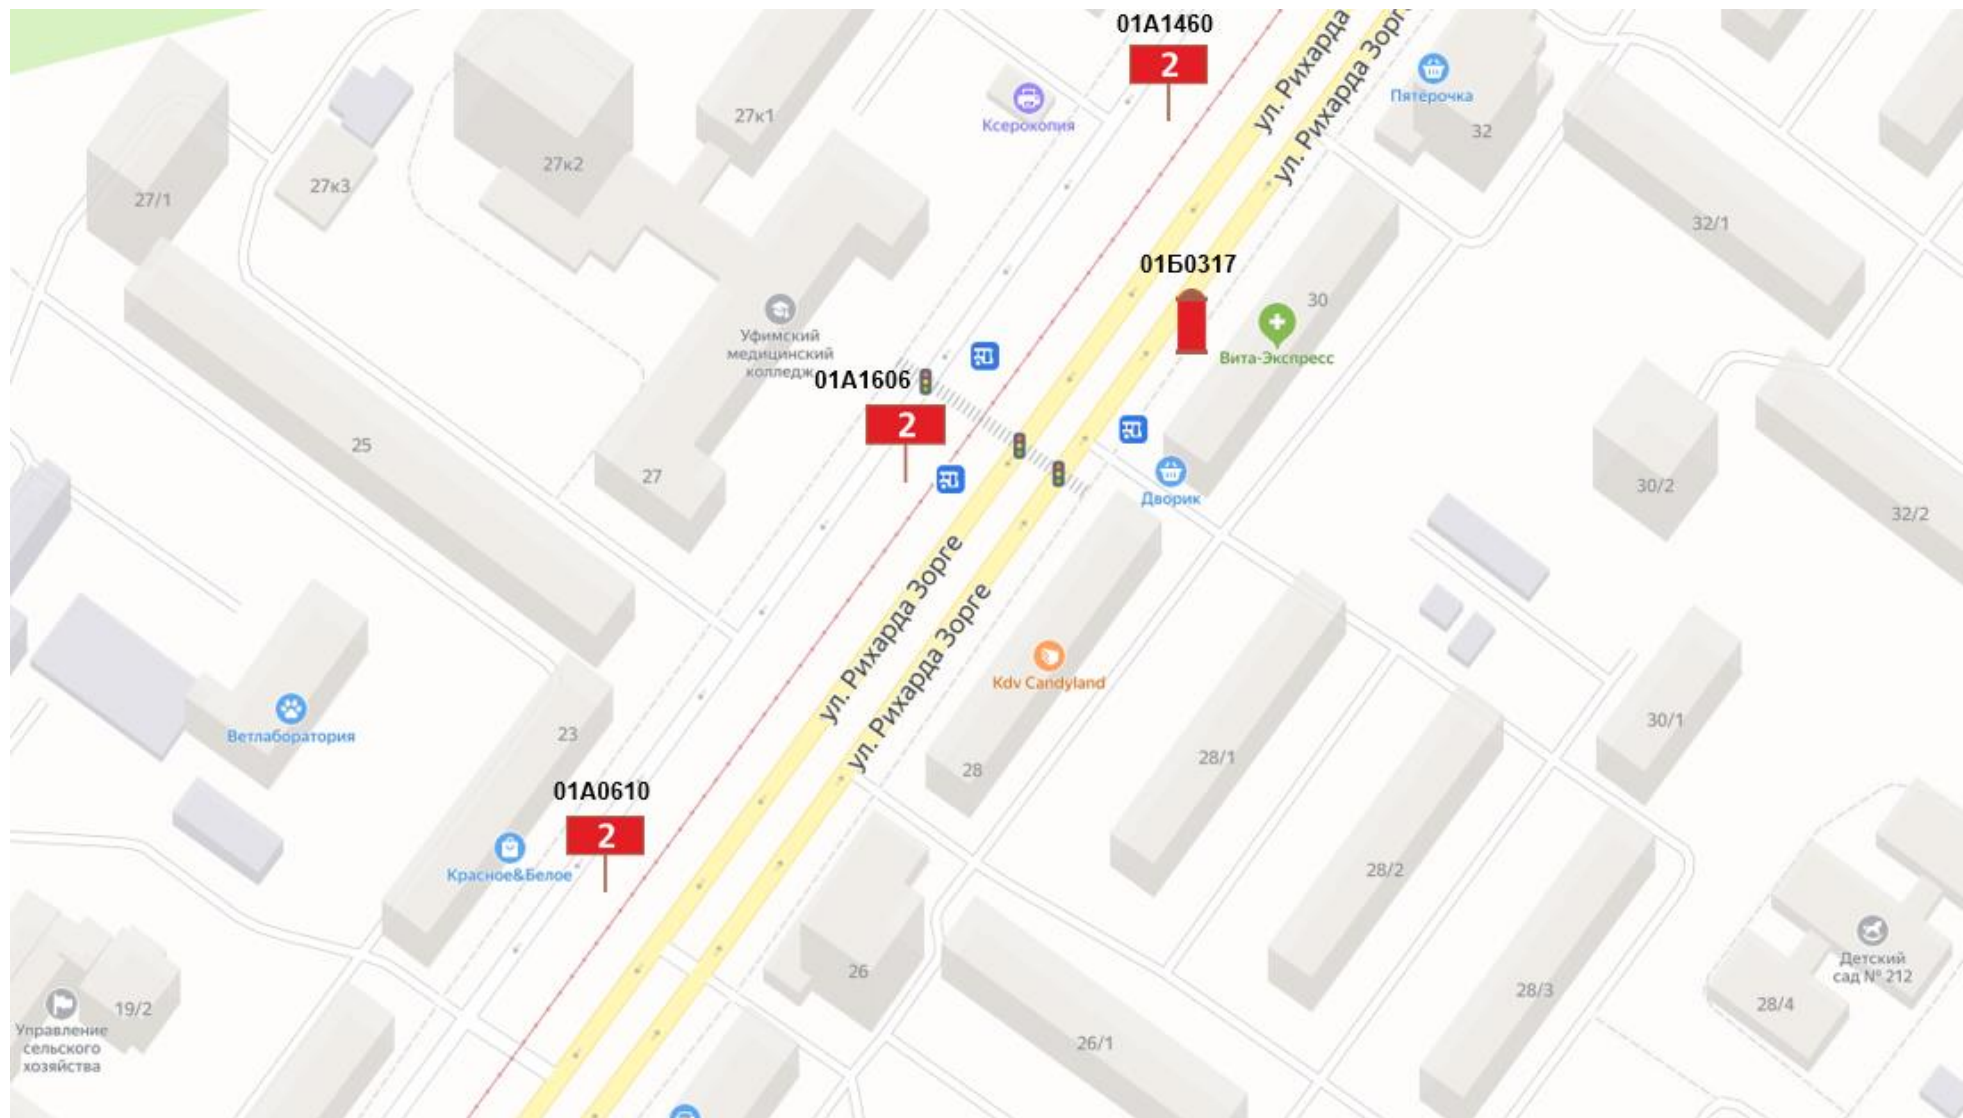 01А1460
2
ул. Рихарда
ул. Рихарда Зорге
Пятёрочка
32
Ксерокопия
27к1
27к2
27к3
27/1
32/1
01Б0317
30
Вита-Экспресс
Уфимский
медицинский
колледж
01А1606
2
25
27
Дворик
30/2
32/2
ул. Рихарда Зорге
ул. Рихарда Зорге
Kdv Candyland
23
Ветлаборатория
28
28/1
30/1
01А0610
2
Красное&Белое
28/2
26
Детский
сад № 212
28/3
28/4
19/2
Управление
сельского
хозяйства
26/1